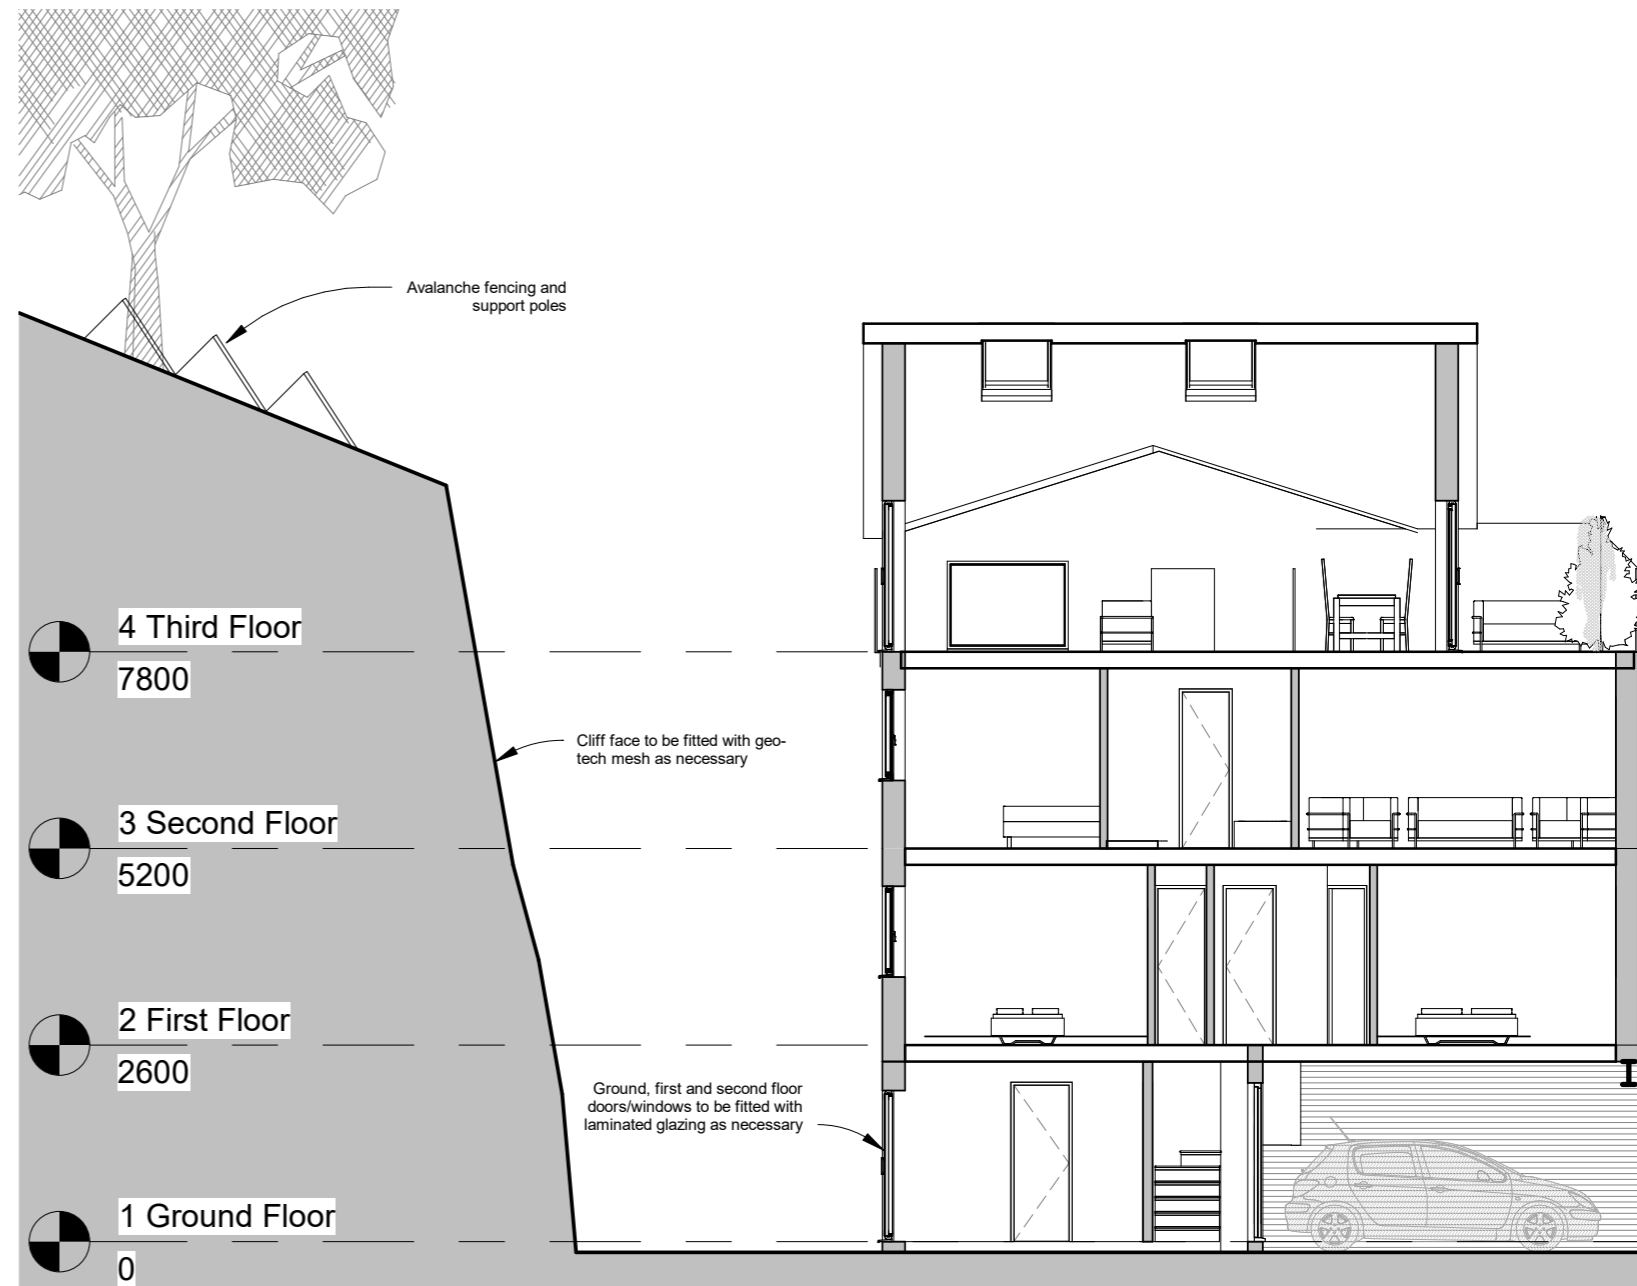 Avalanche fencing and
support poles
4 Third Floor
7800
Cliff face to be fitted with geo-
tech mesh as necessary
3 Second Floor
5200
2 First Floor
2600
Ground, first and second floor
doors/windows to be fitted with
laminated glazing as necessary
1 Ground Floor
0